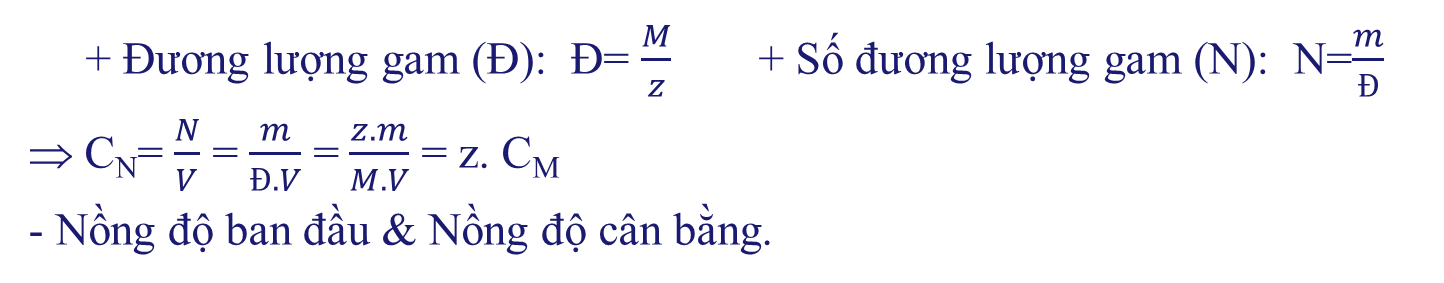 + Đương lượng gam (Đ): Đ= M/z + Số đương lượng gam (N): N=m/Đ
⇒ C_N= N/V = m/Đ.V = z.m/M.V = z. C_M
- Nồng độ ban đầu & Nồng độ cân bằng.